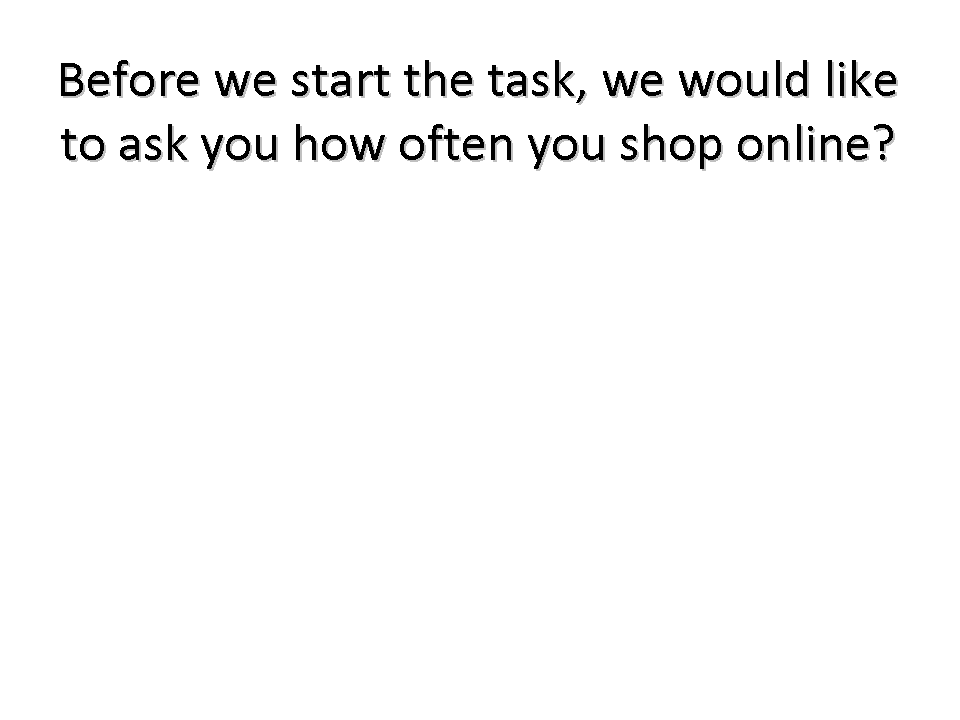 Before we start the task, we would like
to ask you how often you shop online?